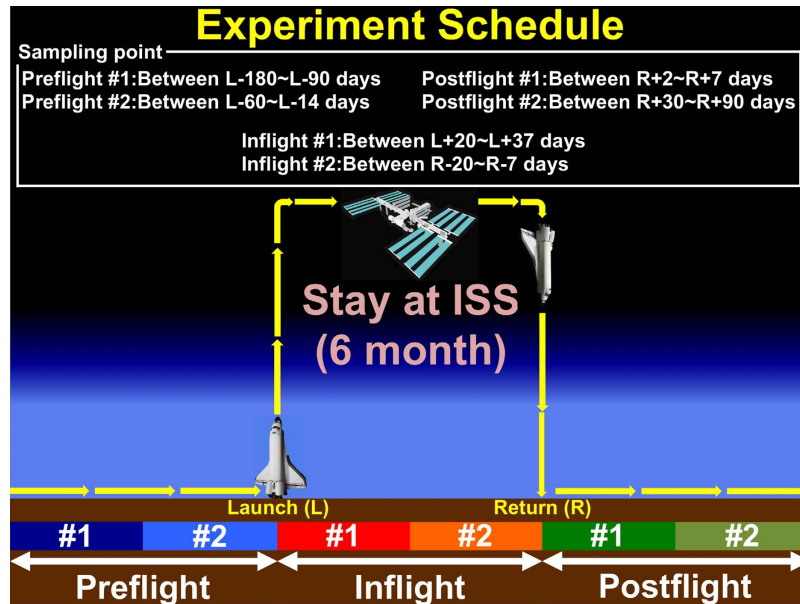 Experiment Schedule
Sampling point
Preflight #1:Between L-180~L-90 days
Preflight #2:Between L-60~L-14 days
Postflight #1:Between R+2~R+7 days
Postflight #2:Between R+30~R+90 days
Inflight #1:Between L+20~L+37 days
Inflight #2:Between R-20~R-7 days
Stay at ISS
(6 month)
Launch (L)
Return (R)
#1 #2 #1 #2 #1 #2
Preflight Inflight Postflight